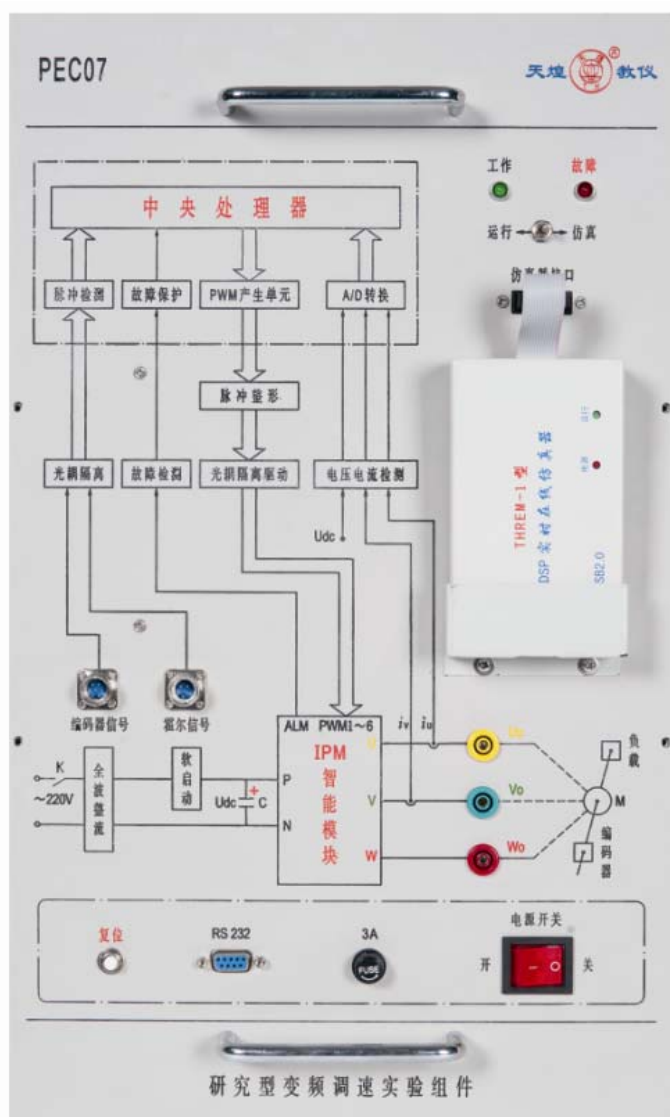 PEC07
天煌教仪
工作 故障
运行 仿真
中央处理器
脉冲检测 故障保护 PWM产生单元 A/D转换
脉冲整形
光耦隔离 故障检测 光耦隔离驱动 电压电流检测
Udc
THREM-1型
DSP实时在线仿真器
运行
编码器信号 霍尔信号
ALM PWM1～6
iv iu
IPM
智能模块
P
N
V
W
K
～220V
全波整流
软启动
Udc + C
Uo
Vo
Wo
负载
M
编码器
复位 RS 232 3A 电源开关
FUSE
开 关
研究型变频调速实验组件